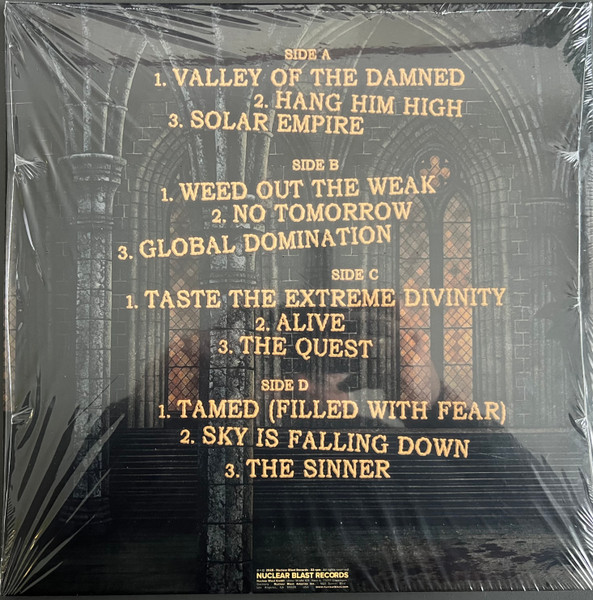 SIDE A
1. VALLEY OF THE DAMNED
2. HANG HIM HIGH
3. SOLAR EMPIRE
SIDE B
1. WEED OUT THE WEAK
2. NO TOMORROW
3. GLOBAL DOMINATION
SIDE C
1. TASTE THE EXTREME DIVINITY
2. ALIVE
3. THE QUEST
SIDE D
1. TAMED (FILLED WITH FEAR)
2. SKY IS FALLING DOWN
3. THE SINNER
NUCLEAR BLAST RECORDS